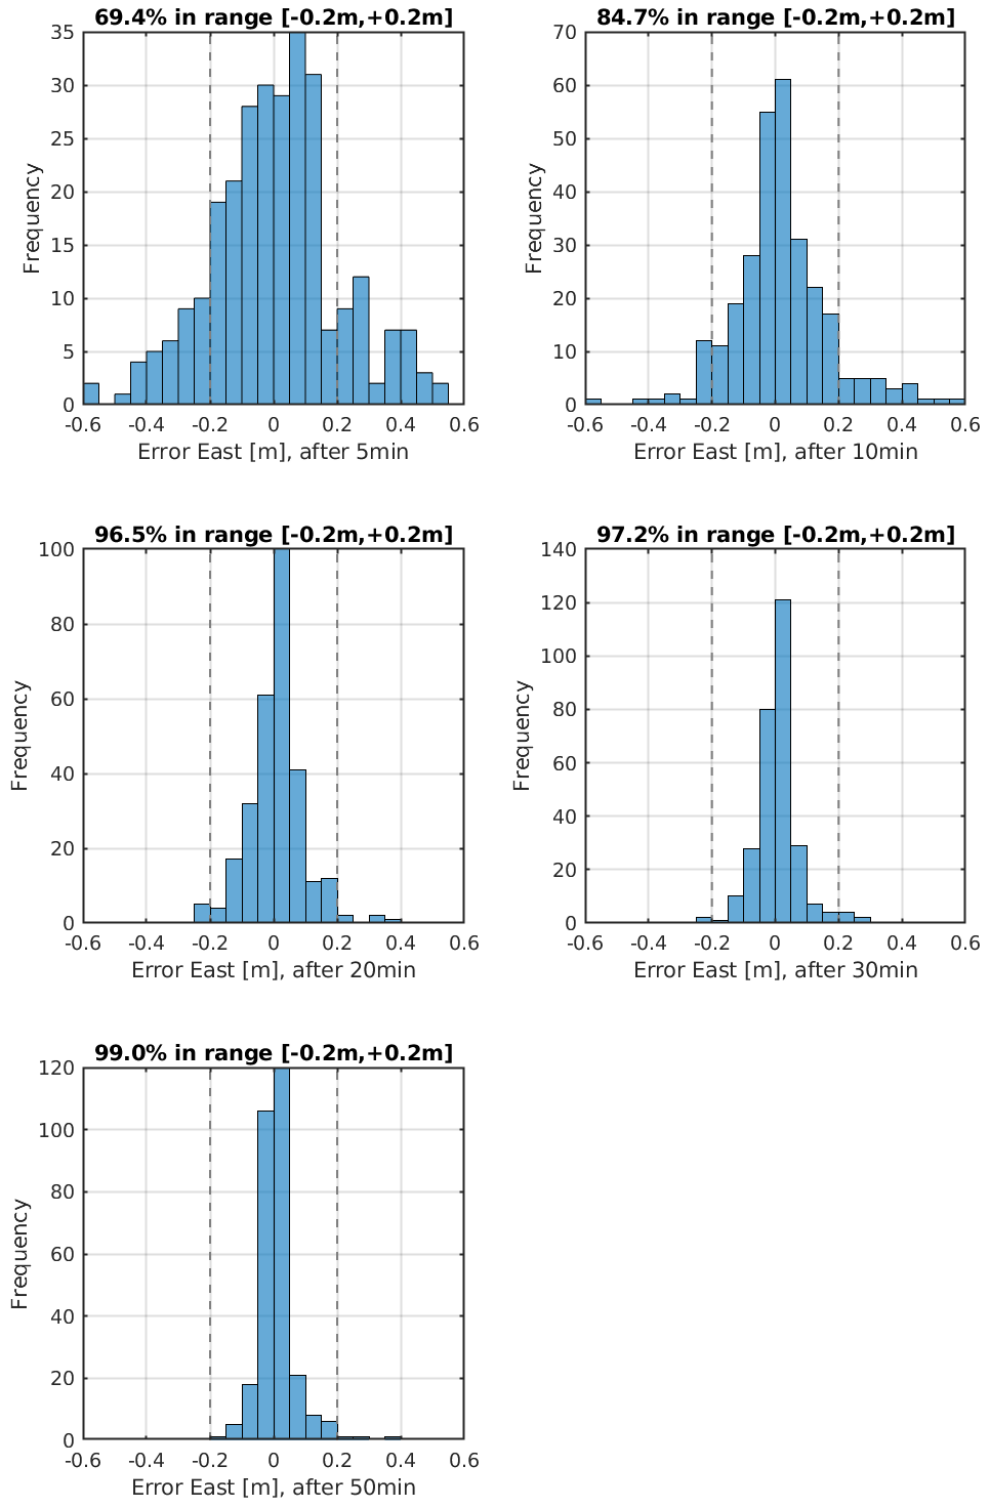 69.4% in range [-0.2m,+0.2m]
35
30
25
20
15
10
5
0
Frequency
-0.6 -0.4 -0.2 0 0.2 0.4 0.6
Error East [m], after 5min
84.7% in range [-0.2m,+0.2m]
70
60
50
40
30
20
10
0
Frequency
-0.6 -0.4 -0.2 0 0.2 0.4 0.6
Error East [m], after 10min
96.5% in range [-0.2m,+0.2m]
100
80
60
40
20
0
Frequency
-0.6 -0.4 -0.2 0 0.2 0.4 0.6
Error East [m], after 20min
97.2% in range [-0.2m,+0.2m]
140
120
100
80
60
40
20
0
Frequency
-0.6 -0.4 -0.2 0 0.2 0.4 0.6
Error East [m], after 30min
99.0% in range [-0.2m,+0.2m]
120
100
80
60
40
20
0
Frequency
-0.6 -0.4 -0.2 0 0.2 0.4 0.6
Error East [m], after 50min